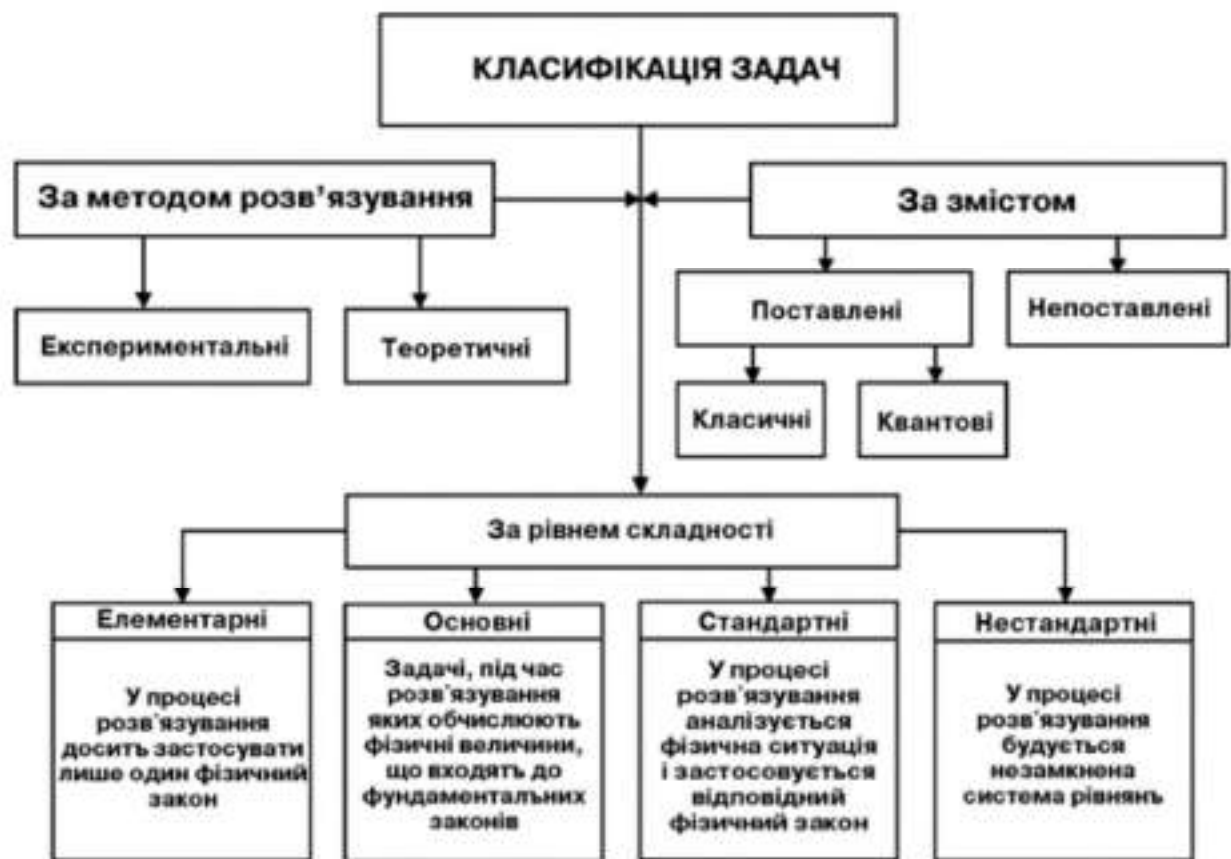 КЛАСИФІКАЦІЯ ЗАДАЧ
За методом розв'язування
За змістом
Експериментальні
Теоретичні
Поставлені
Непоставлені
Класичні
Квантові
За рівнем складності
Елементарні
У процесі
розв'язування
досить застосувати
лише один фізичний
закон
Основні
Задачі, під час
розв'язування
яких обчислюють
фізичні величини,
що входять до
фундаментальних
законів
Стандартні
У процесі
розв'язування
аналізується
фізична ситуація
і застосовується
відповідний
фізичний закон
Нестандартні
У процесі
розв'язування
будується
незамкнена
система рівнянь